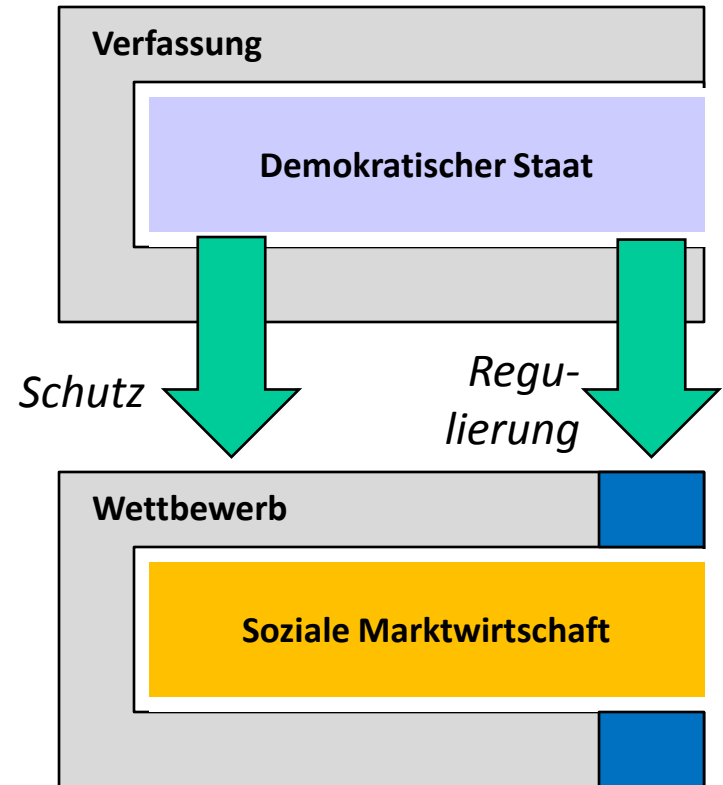 Verfassung
Demokratischer Staat
Schutz
Regu-
lierung
Wettbewerb
Soziale Marktwirtschaft